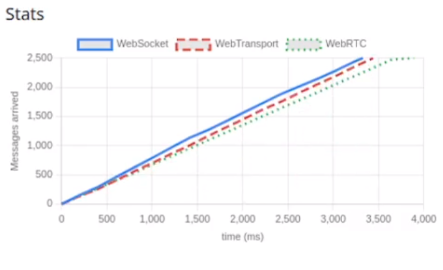 Stats
WebSocket WebTransport WebRTC
2,500
2,000
1,500
1,000
500
0
Messages arrived
0 500 1,000 1,500 2,000 2,500 3,000 3,500 4,000
time (ms)